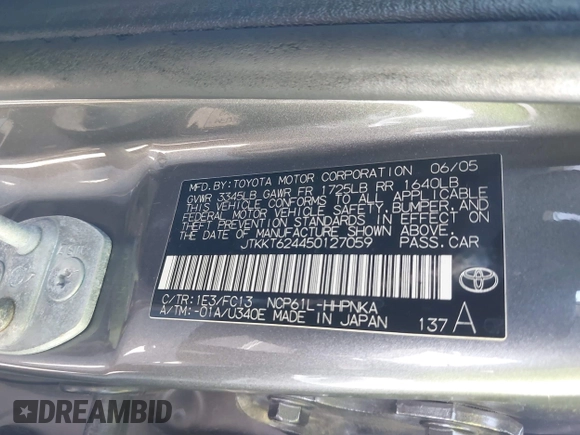 MFD.BY:TOYOTA MOTOR CORPORATION 06/05
GVWR 3345LB GAWR FR 1725LB RR 1640LB
THIS VEHICLE CONFORMS TO ALL APPLICABLE
FEDERAL MOTOR VEHICLE SAFETY, BUMPER, AND
THEFT PREVENTION STANDARDS IN EFFECT ON
THE DATE OF MANUFACTURE SHOWN ABOVE.
JTKKT624450127059 PASS.CAR
C/TR:1E3/FC13 NCP61L-HHPNKA
A/TM:-01A/U340E MADE IN JAPAN 137 A
DREAMBID